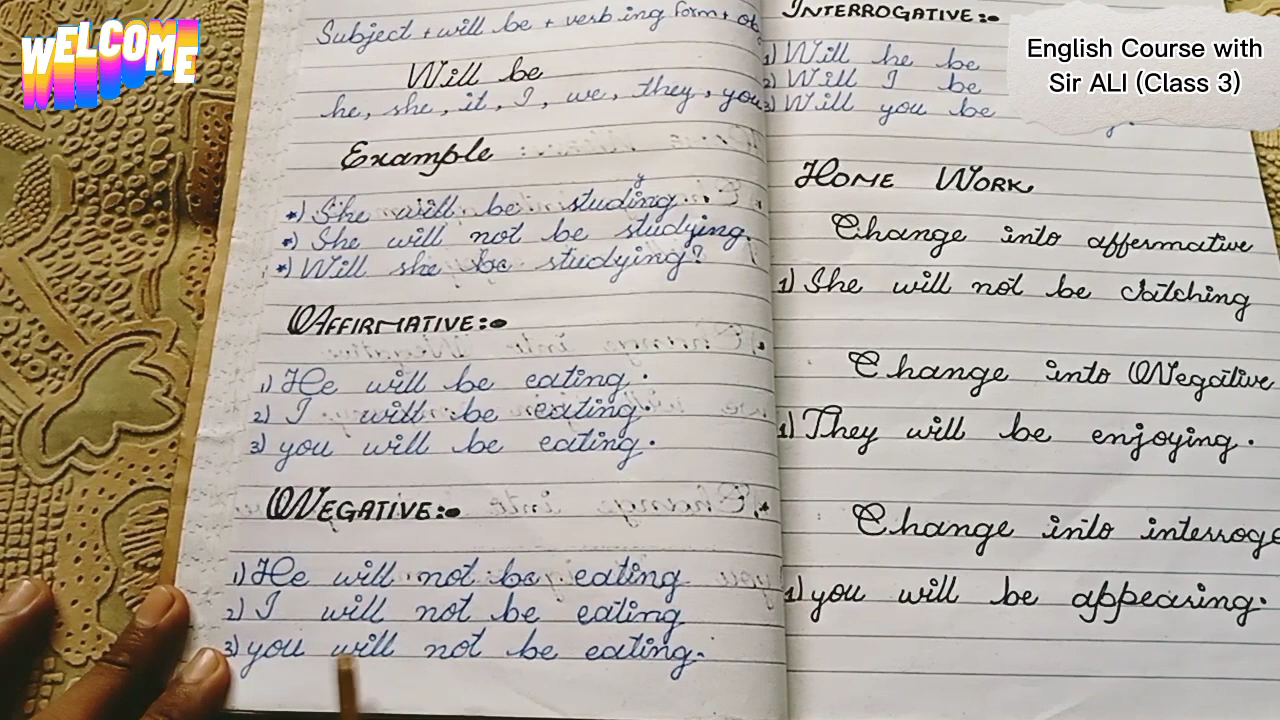 WELCOME
English Course with
Sir ALI (Class 3)
Subject + will be + verb ing form + ob
Will be
he, she, it, I, we, they, you
Example
*) She will be studing.
y
*) She will not be studying.
*) Will she be studying?
AFFIRMATIVE:-
1) He will be eating.
2) I will be eating.
3) you will be eating.
NEGATIVE:-
1) He will not be eating
2) I will not be eating
3) you will not be eating.
INTERROGATIVE:-
1) Will he be
2) Will I be
3) Will you be
HOME WORK
Change into affermative
1) She will not be
Change into Negative
1) They will be enjoying.
Change into interroga
1) you will be appearing.